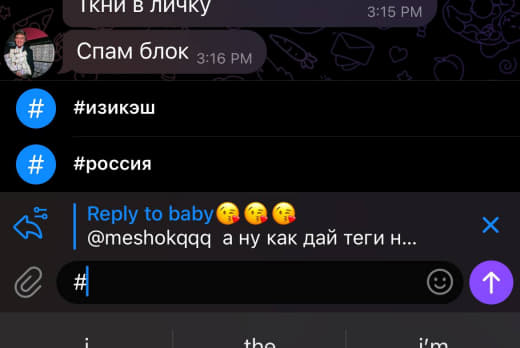 Ткни в личку
3:15 PM
Спам блок 3:16 PM
# #изикэш
# #россия
Reply to baby😘😘😘
@meshokqqq а ну как дай теги н...
#
i the i'm